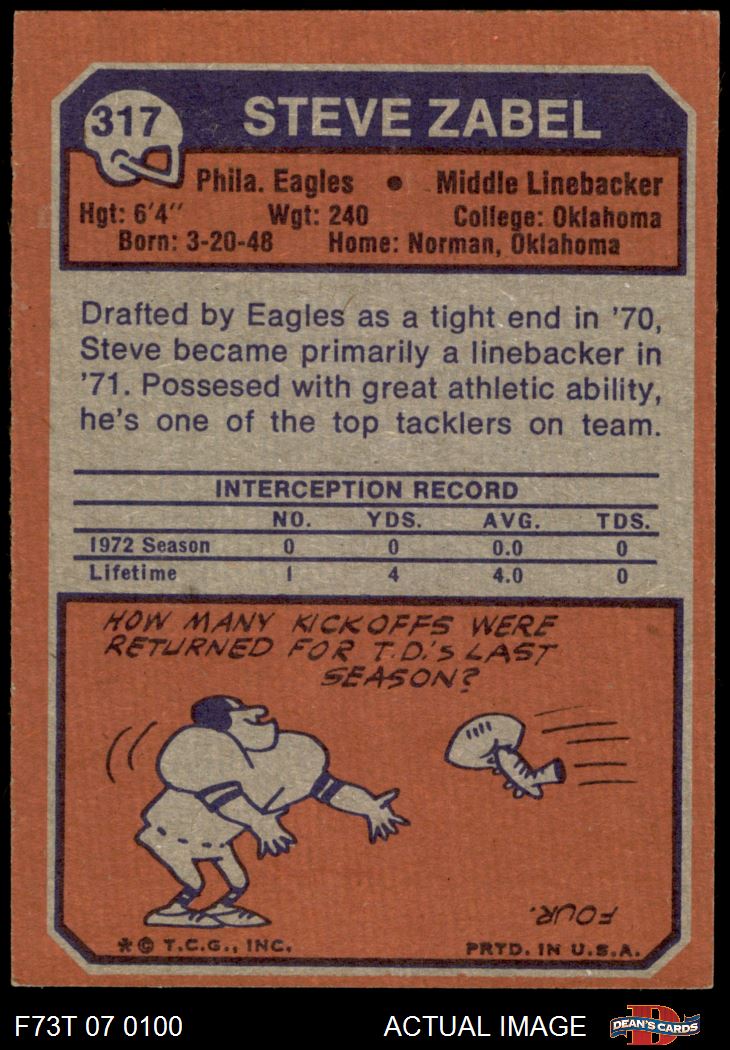 317
STEVE ZABEL
Phila. Eagles • Middle Linebacker
Hgt: 6'4" Wgt: 240 College: Oklahoma
Born: 3-20-48 Home: Norman, Oklahoma
Drafted by Eagles as a tight end in '70,
Steve became primarily a linebacker in
'71. Possesed with great athletic ability,
he's one of the top tacklers on team.
INTERCEPTION RECORD
NO. YDS. AVG. TDS.
1972 Season 0 0 0.0 0
Lifetime 1 4 4.0 0
HOW MANY KICKOFFS WERE
RETURNED FOR T.D.'s LAST
SEASON?
FOUR.
*© T.C.G., INC. PRTD. IN U.S.A.
F73T 07 0100 ACTUAL IMAGE
D
DEAN'S CARDS